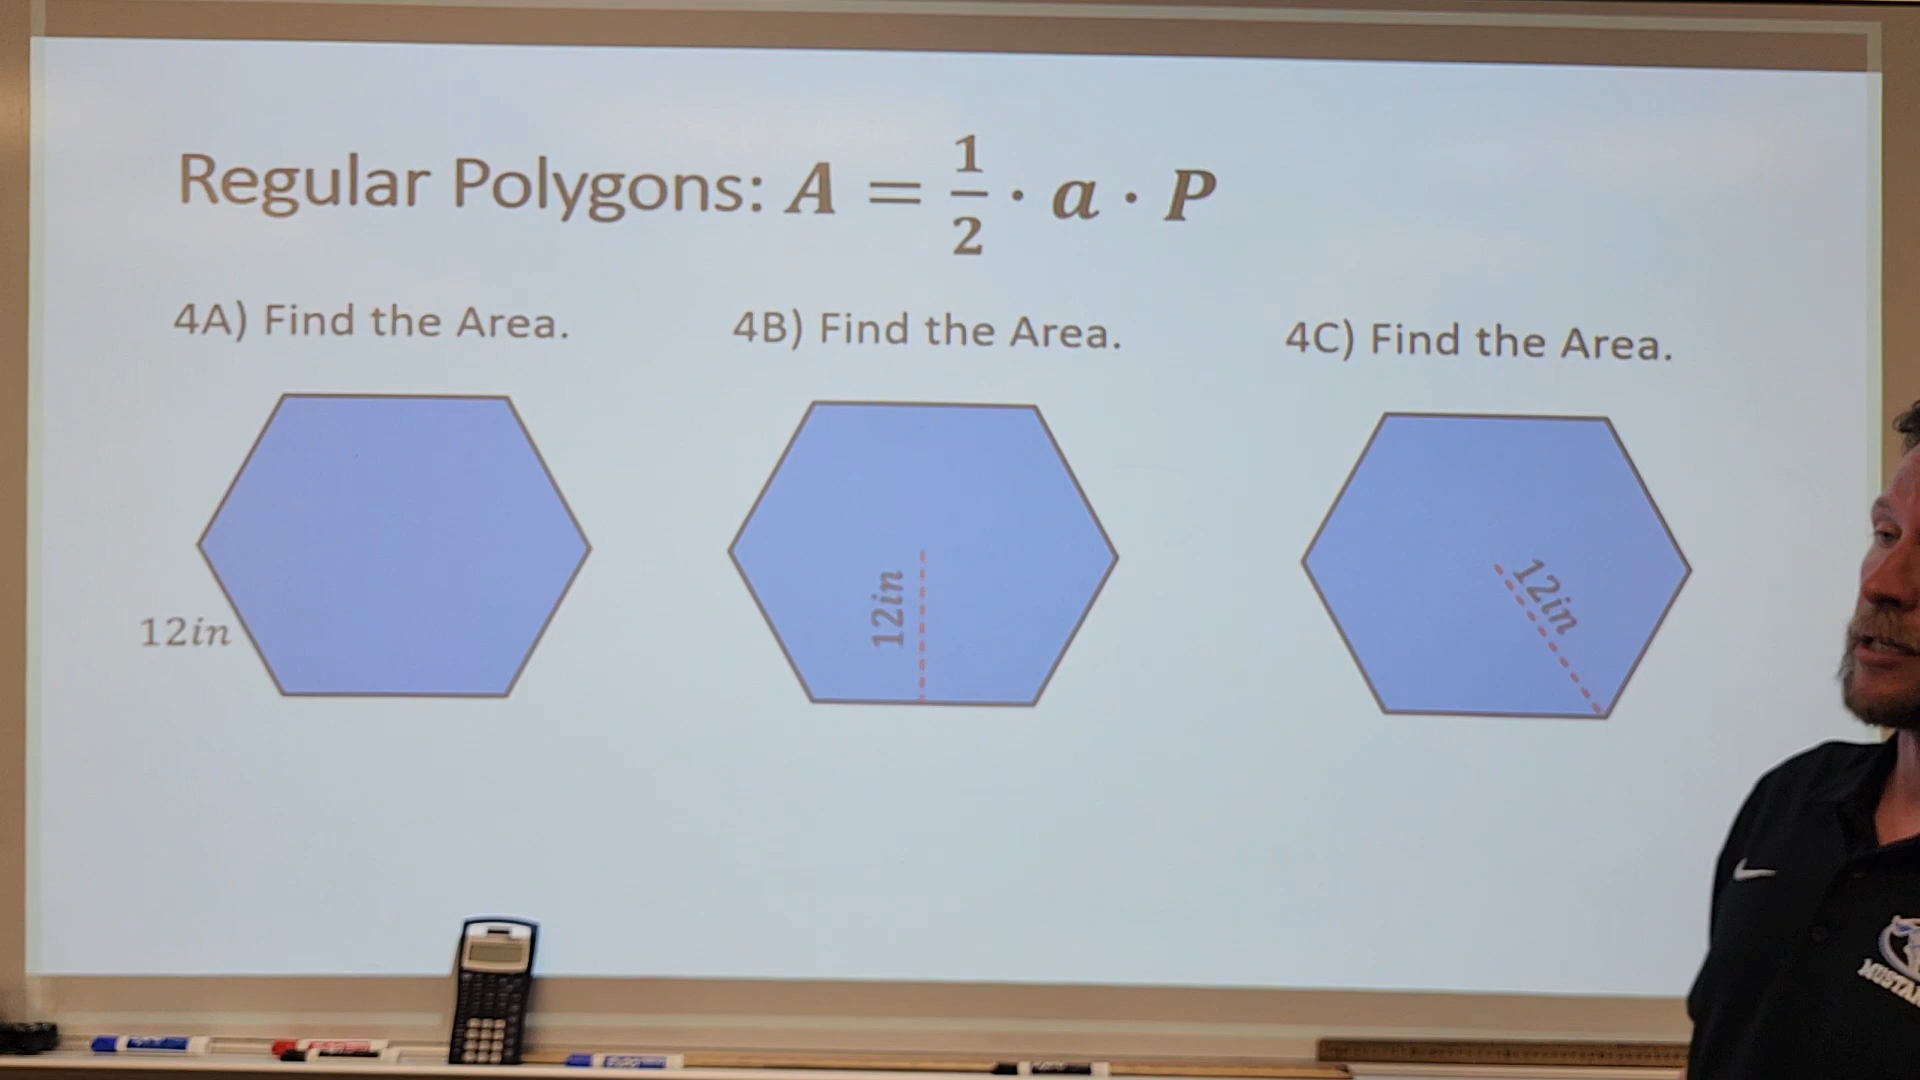 Regular Polygons: A = 1/2 · a · P
4A) Find the Area.
4B) Find the Area.
4C) Find the Area.
12in
12in
12in